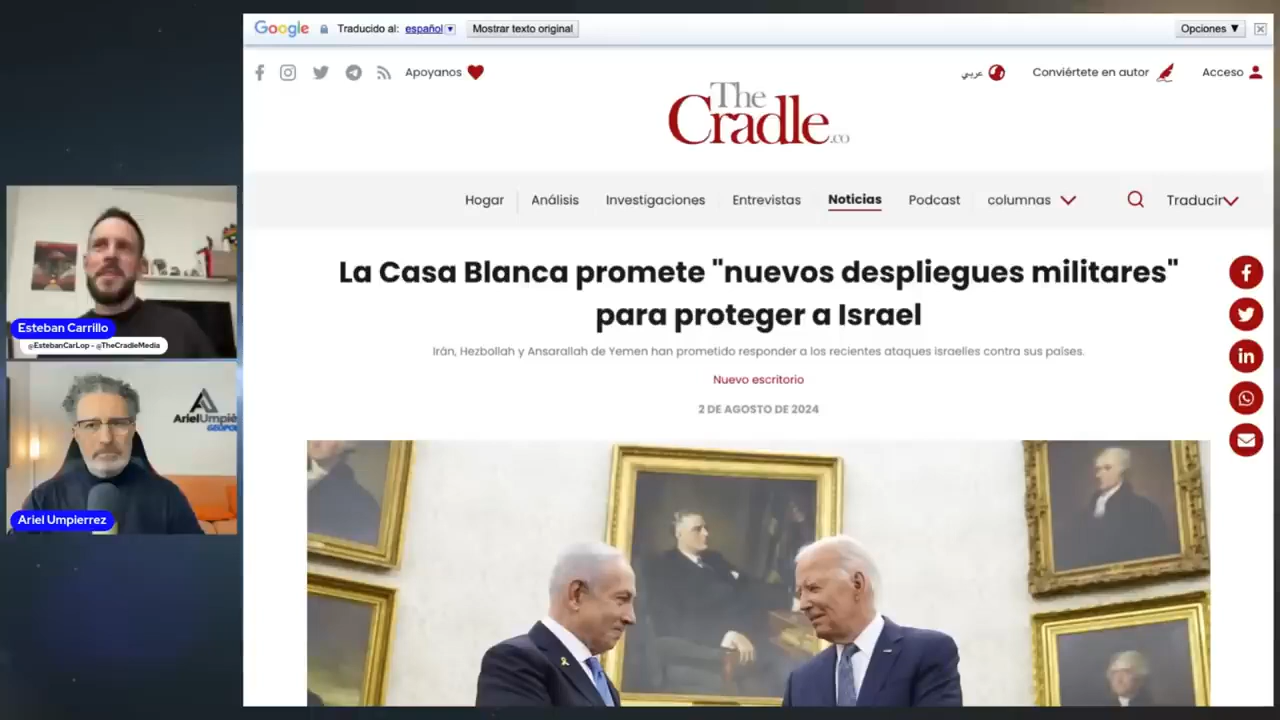 Google Traducido al: español Mostrar texto original Opciones ▼
Apoyanos عربي Conviértete en autor Acceso
The
Cradle.co
Hogar Análisis Investigaciones Entrevistas Noticias Podcast columnas Traducir
La Casa Blanca promete "nuevos despliegues militares"
para proteger a Israel
Irán, Hezbollah y Ansarallah de Yemen han prometido responder a los recientes ataques israelíes contra sus países.
Nuevo escritorio
2 DE AGOSTO DE 2024
Esteban Carrillo
@EstebanCarLop - @TheCradleMedia
ArielUmpiér
GEOPOL
Ariel Umpierrez